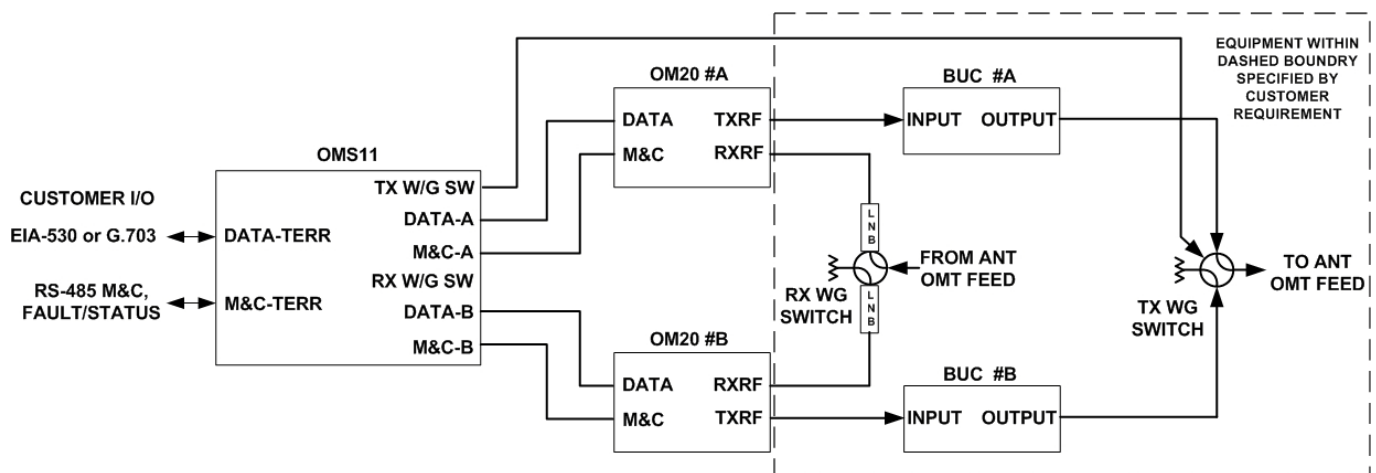 EQUIPMENT WITHIN
DASHED BOUNDRY
SPECIFIED BY
CUSTOMER
REQUIREMENT
OM20 #A
BUC #A
DATA
TXRF
INPUT
OUTPUT
M&C
RXRF
OMS11
TX W/G SW
CUSTOMER I/O
DATA-A
EIA-530 or G.703
DATA-TERR
M&C-A
LNB
FROM ANT
OMT FEED
TO ANT
OMT FEED
RX W/G SW
RS-485 M&C,
FAULT/STATUS
M&C-TERR
DATA-B
RX WG
SWITCH
LNB
TX WG
SWITCH
M&C-B
OM20 #B
BUC #B
DATA
RXRF
M&C
TXRF
INPUT
OUTPUT